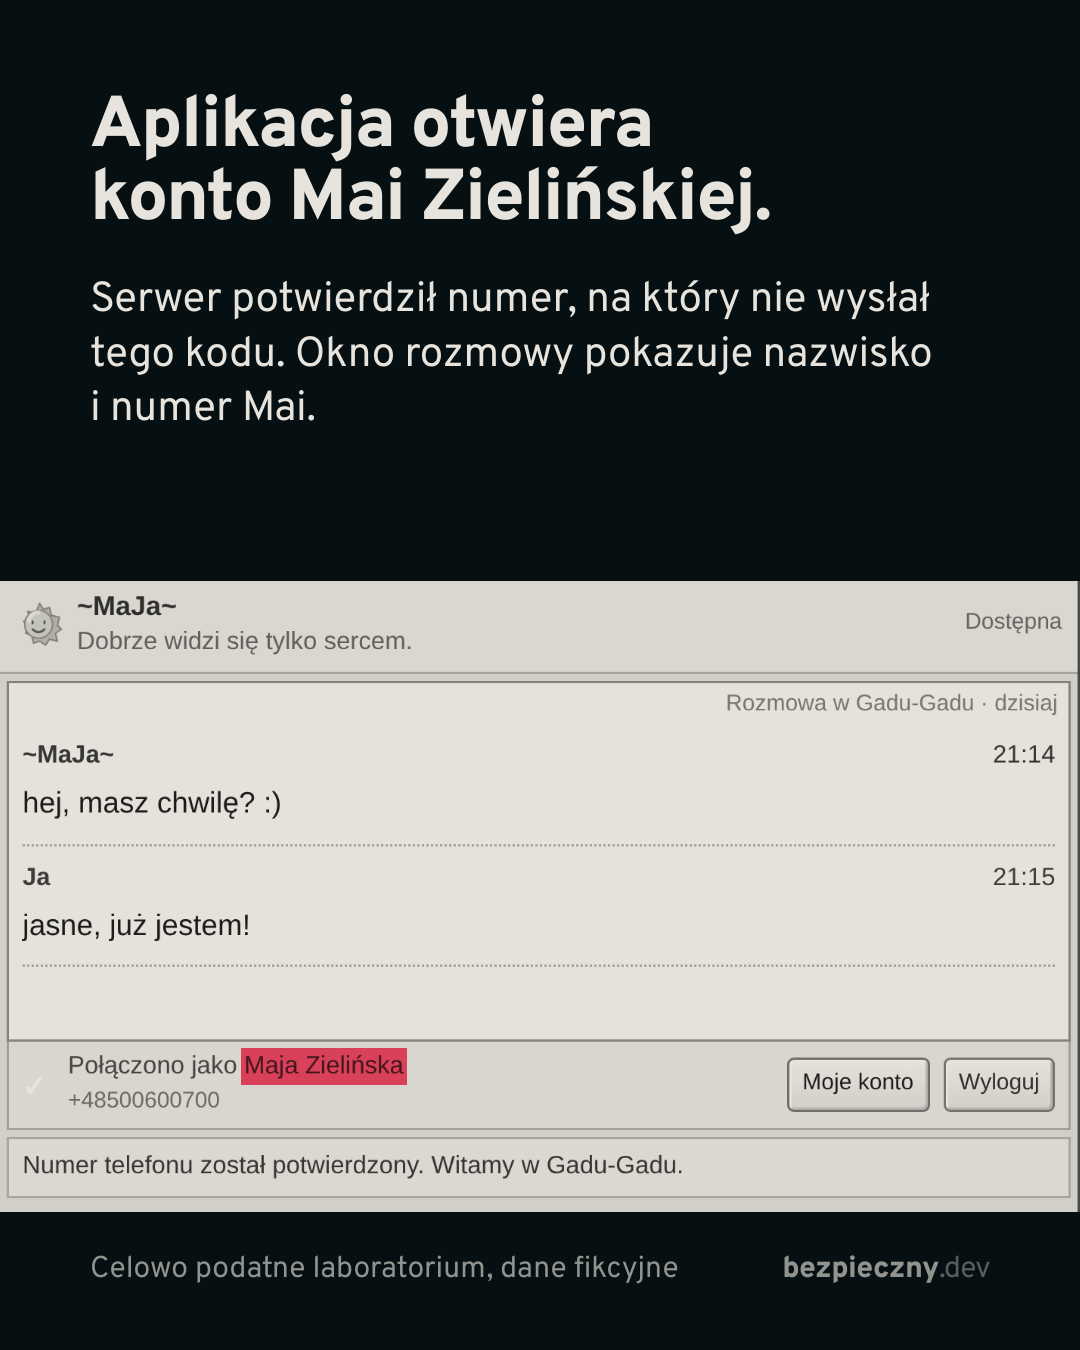 Aplikacja otwiera
konto Mai Zielińskiej.
Serwer potwierdził numer, na który nie wysłał
tego kodu. Okno rozmowy pokazuje nazwisko
i numer Mai.
~MaJa~
Dobrze widzi się tylko sercem.
Dostępna
Rozmowa w Gadu-Gadu · dzisiaj
~MaJa~ 21:14
hej, masz chwilę? :)
Ja 21:15
jasne, już jestem!
Połączono jako Maja Zielińska
+48500600700
Moje konto Wyloguj
Numer telefonu został potwierdzony. Witamy w Gadu-Gadu.
Celowo podatne laboratorium, dane fikcyjne bezpieczny.dev